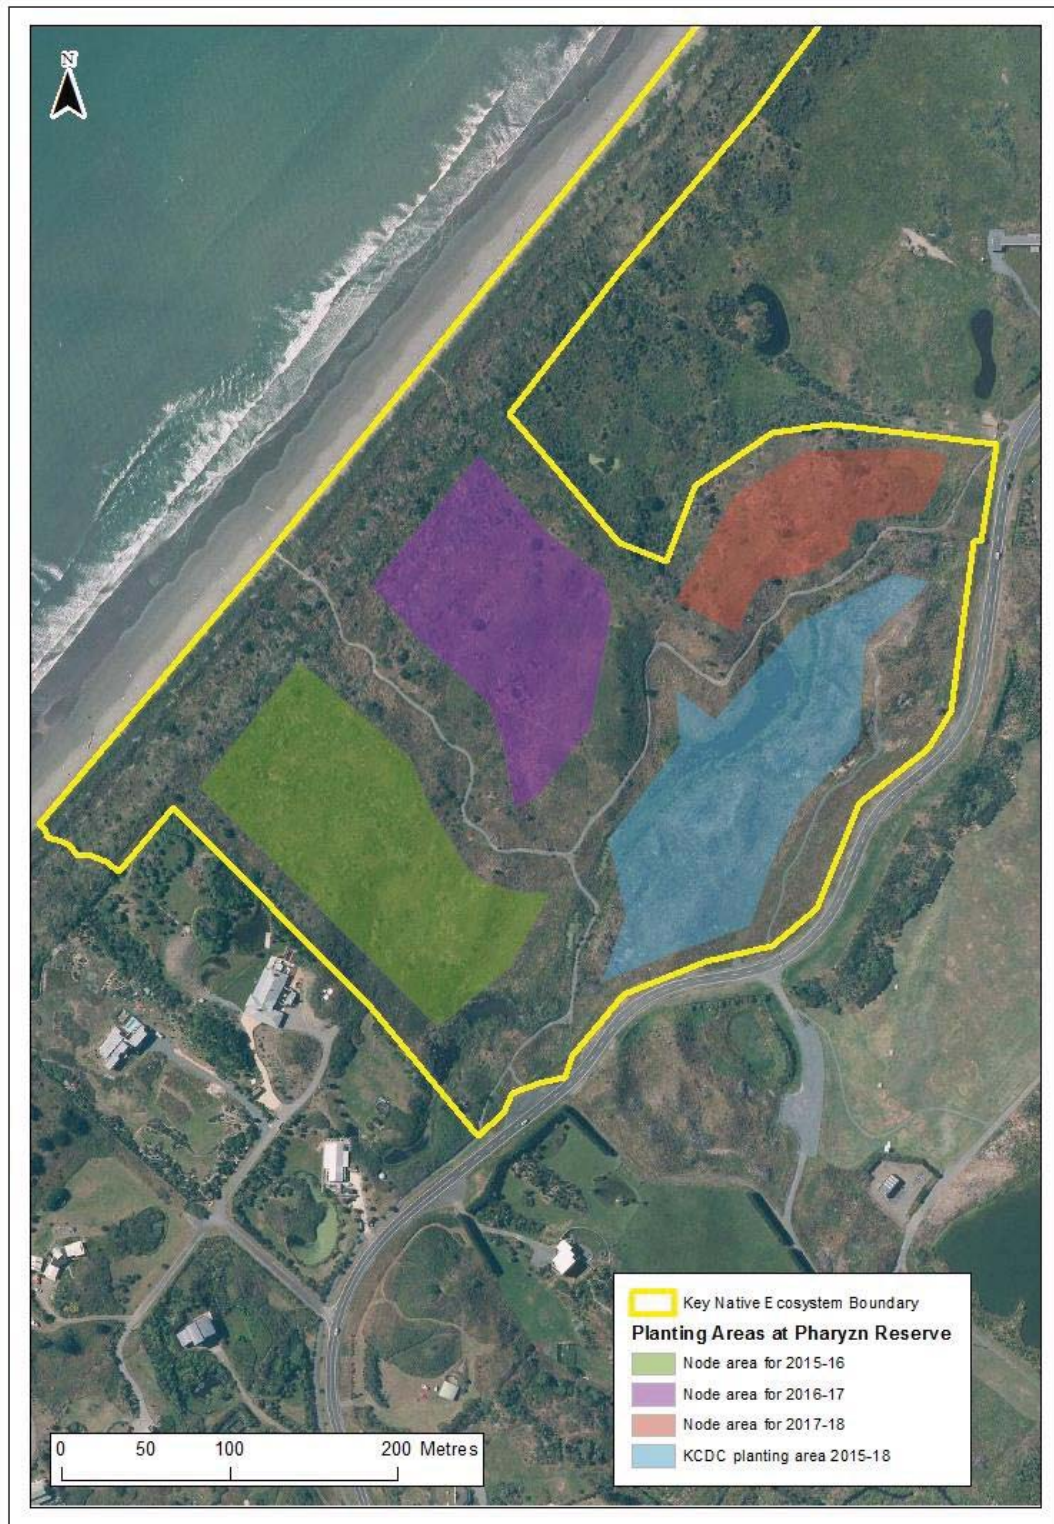 N
Key Native Ecosystem Boundary
Planting Areas at Pharyzn Reserve
Node area for 2015-16
Node area for 2016-17
Node area for 2017-18
KCDC planting area 2015-18
0 50 100 200 Metres